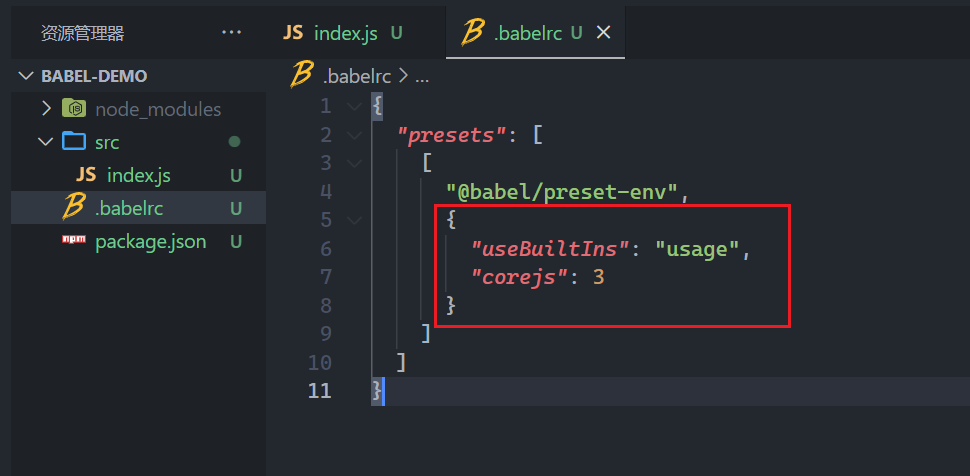 资源管理器 ...
JS index.js U
.babelrc U ×
BABEL-DEMO
node_modules
src
JS index.js U
.babelrc U
npm package.json U
.babelrc > ...
1 {
2 "presets": [
3 [
4 "@babel/preset-env",
5 {
6 "useBuiltIns": "usage",
7 "corejs": 3
8 }
9 ]
10 ]
11 }